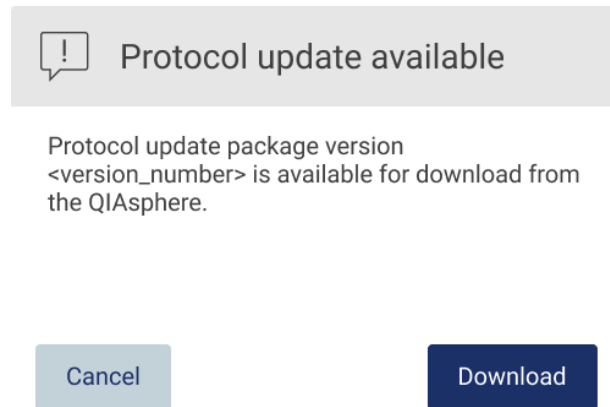 Protocol update available
Protocol update package version
<version_number> is available for download from
the QIAsphere.
Cancel
Download